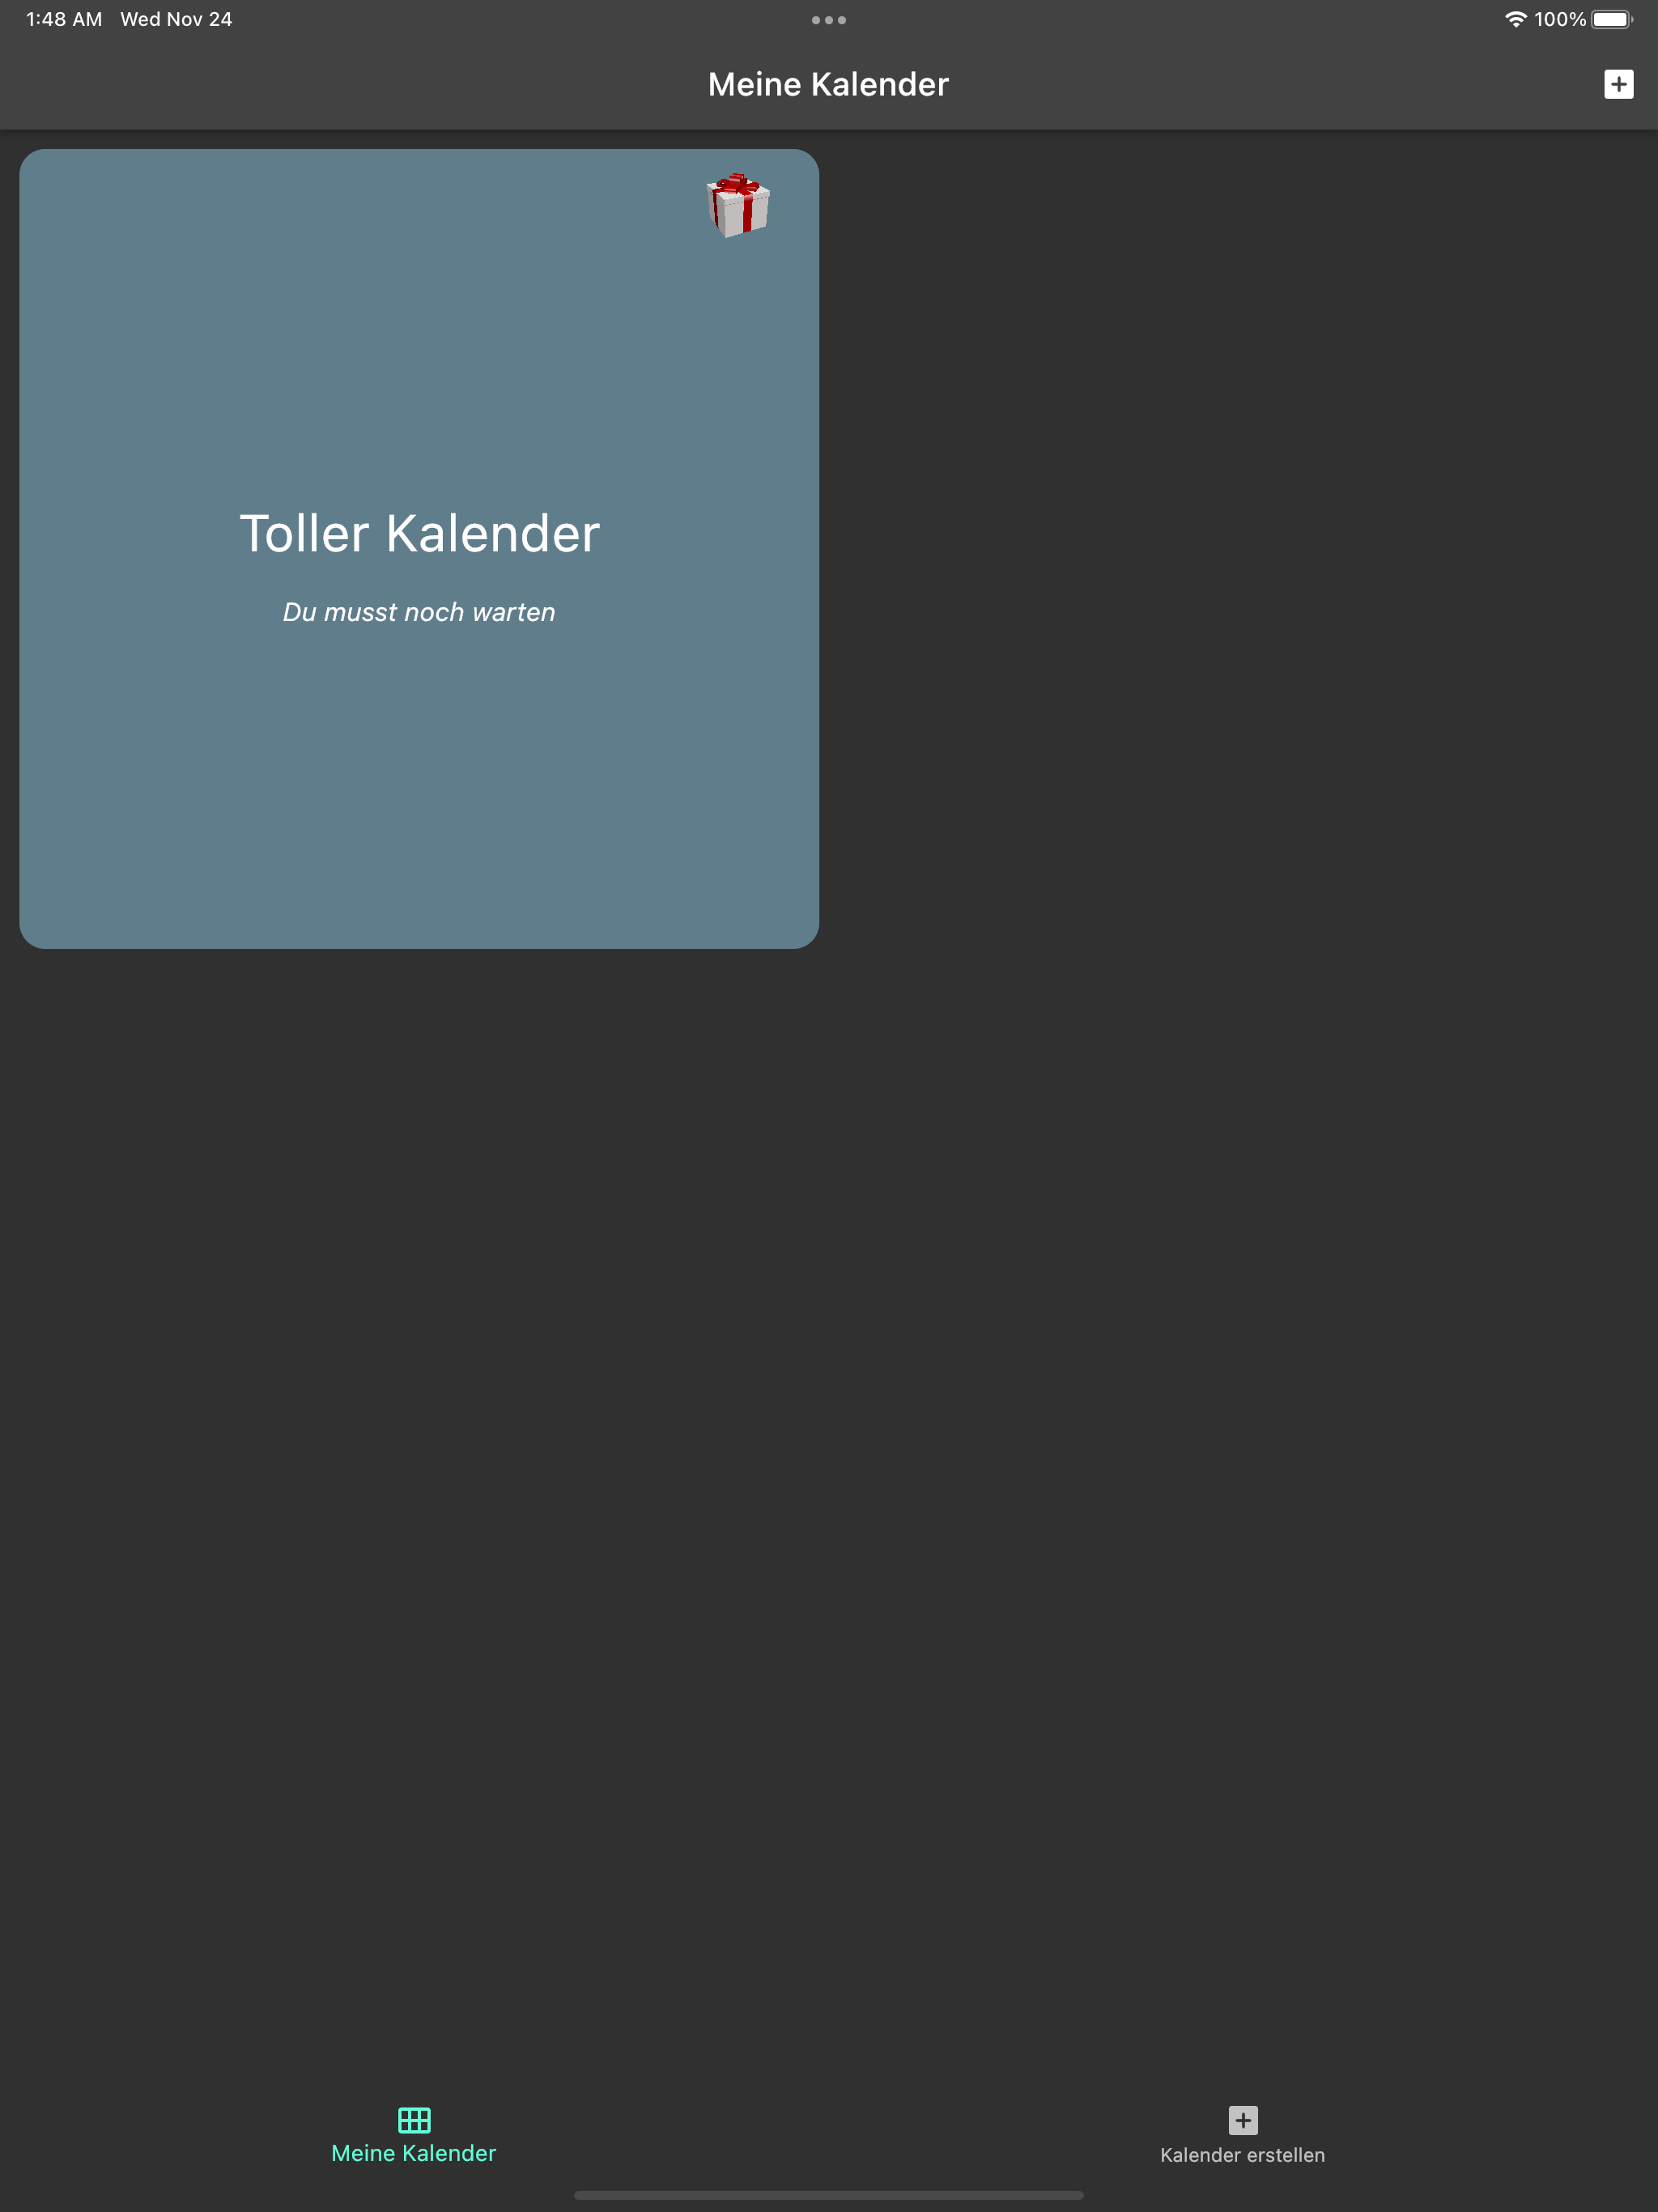 1:48 AM Wed Nov 24 100%
Meine Kalender
Toller Kalender
Du musst noch warten
Meine Kalender
Kalender erstellen